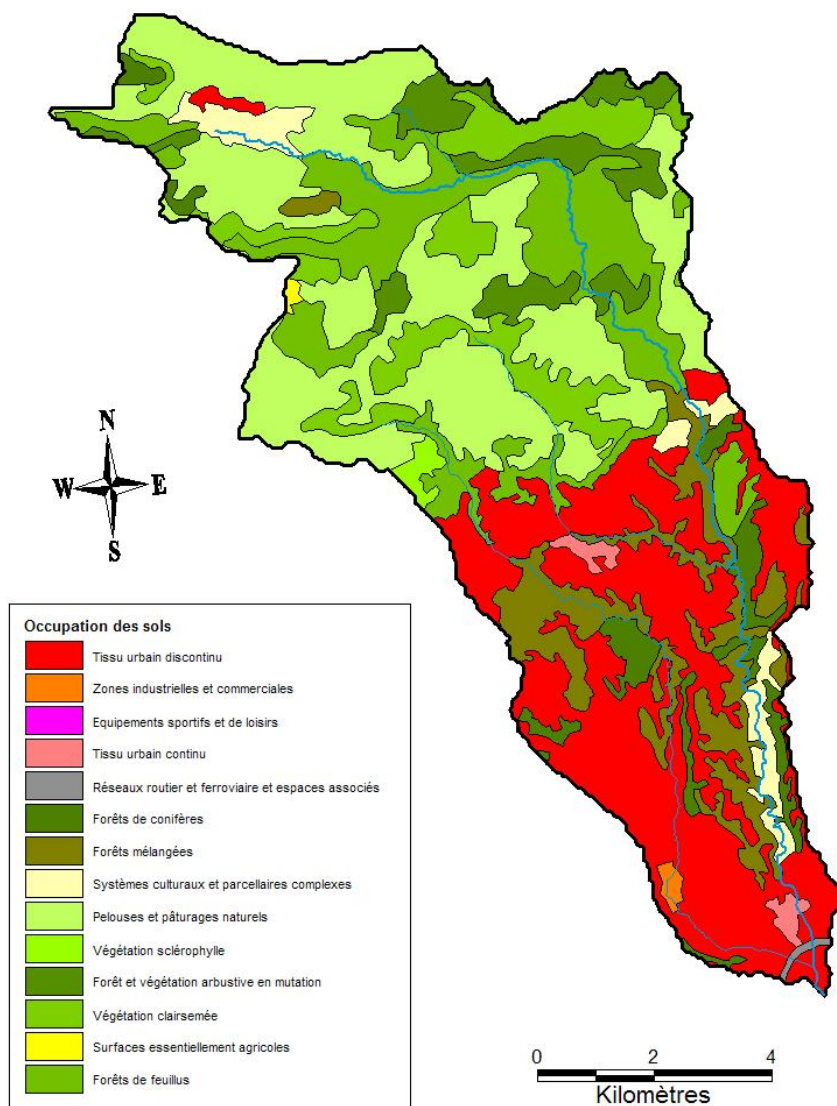 N
W
E
S
Occupation des sols
Tissu urbain discontinu
Zones industrielles et commerciales
Equipements sportifs et de loisirs
Tissu urbain continu
Réseaux routier et ferroviaire et espaces associés
Forêts de conifères
Forêts mélangées
Systèmes culturaux et parcellaires complexes
Pelouses et pâturages naturels
Végétation sclérophylle
Forêt et végétation arbustive en mutation
Végétation clairsemée
Surfaces essentiellement agricoles
Forêts de feuillus
0 2 4
Kilomètres